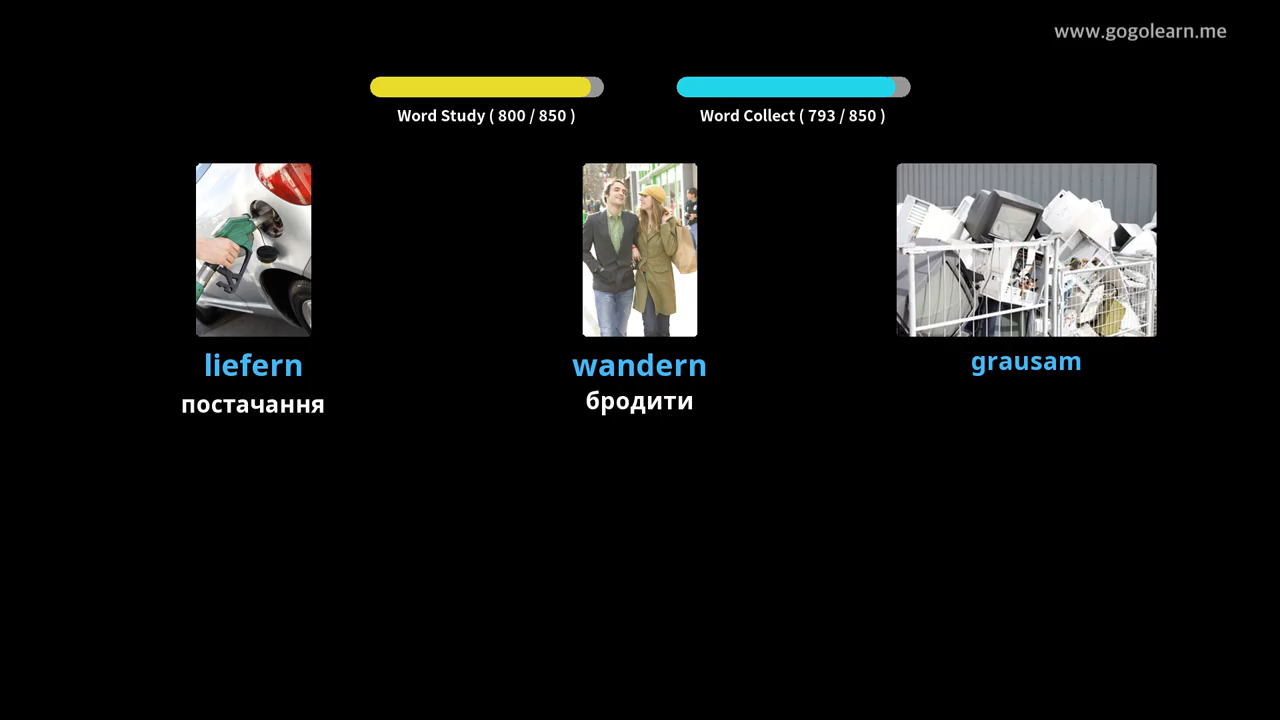 www.gogolearn.me
Word Study ( 800 / 850 )
Word Collect ( 793 / 850 )
liefern
постачання
wandern
бродити
grausam